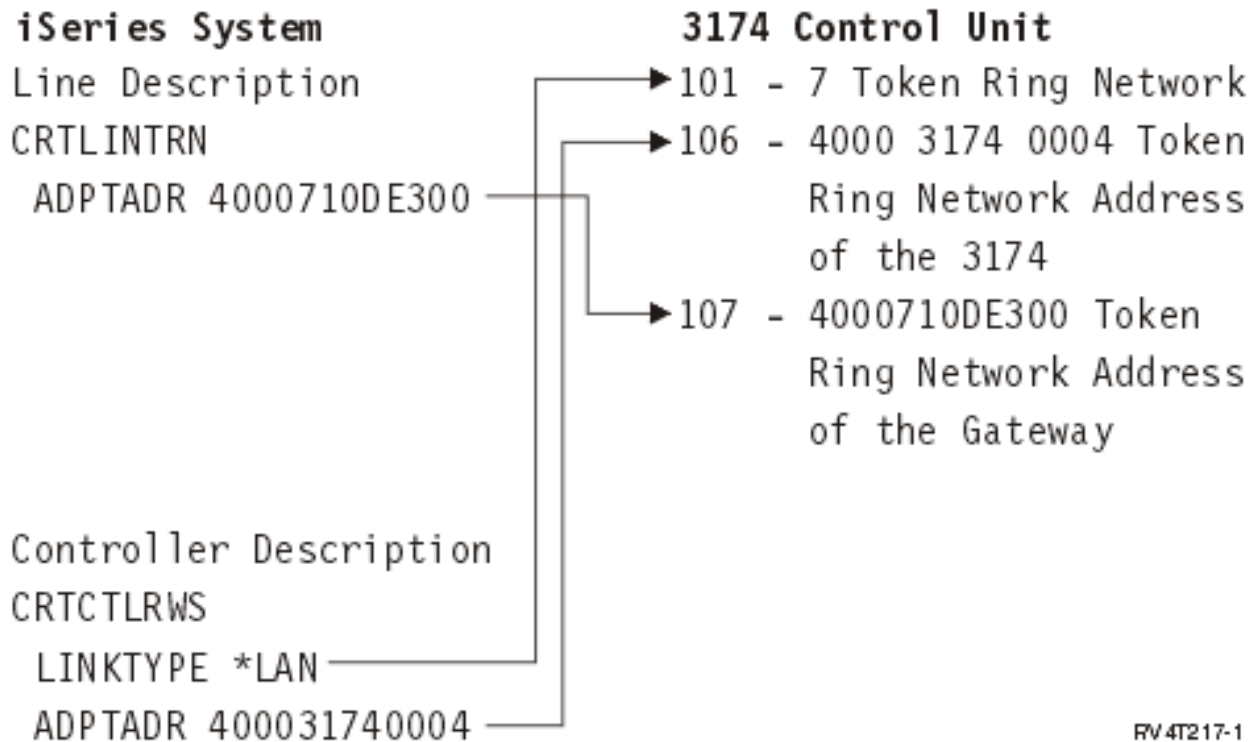 iSeries System
Line Description
CRTLINTRN
ADPTADR 4000710DE300
Controller Description
CRTCTLRWS
LINKTYPE *LAN
ADPTADR 400031740004
3174 Control Unit
101 - 7 Token Ring Network
106 - 4000 3174 0004 Token
Ring Network Address
of the 3174
107 - 4000710DE300 Token
Ring Network Address
of the Gateway
RV4T217-1